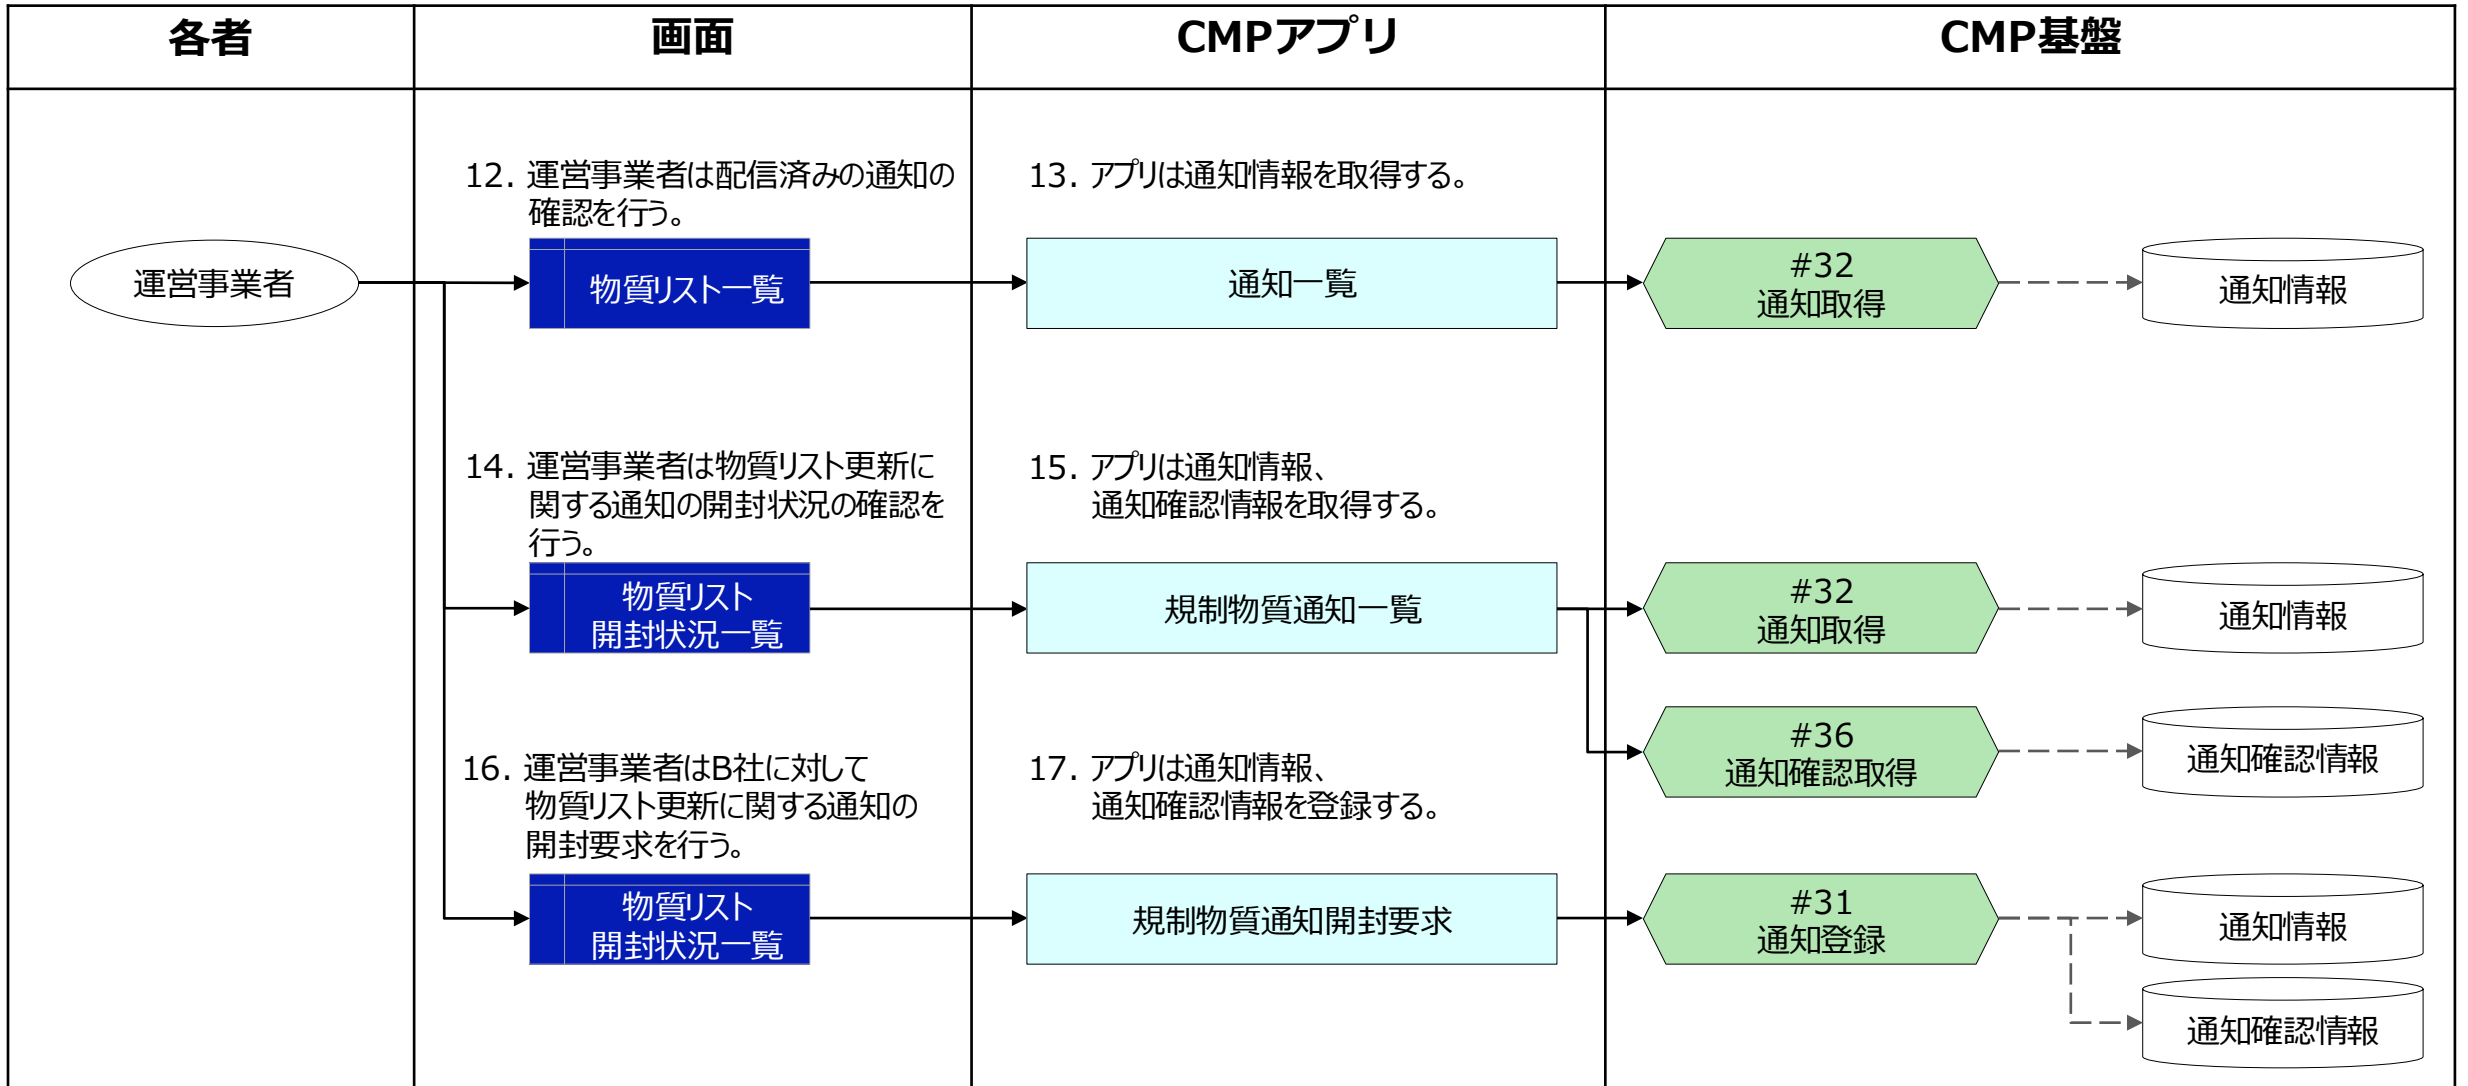 各者
画面
CMPアプリ
CMP基盤
12. 運営事業者は配信済みの通知の
確認を行う。
13. アプリは通知情報を取得する。
運営事業者
物質リスト一覧
通知一覧
#32
通知取得
通知情報
14. 運営事業者は物質リスト更新に
関する通知の開封状況の確認を
行う。
15. アプリは通知情報、
通知確認情報を取得する。
物質リスト
開封状況一覧
規制物質通知一覧
#32
通知取得
通知情報
#36
通知確認取得
通知確認情報
16. 運営事業者はB社に対して
物質リスト更新に関する通知の
開封要求を行う。
17. アプリは通知情報、
通知確認情報を登録する。
物質リスト
開封状況一覧
規制物質通知開封要求
#31
通知登録
通知情報
通知確認情報